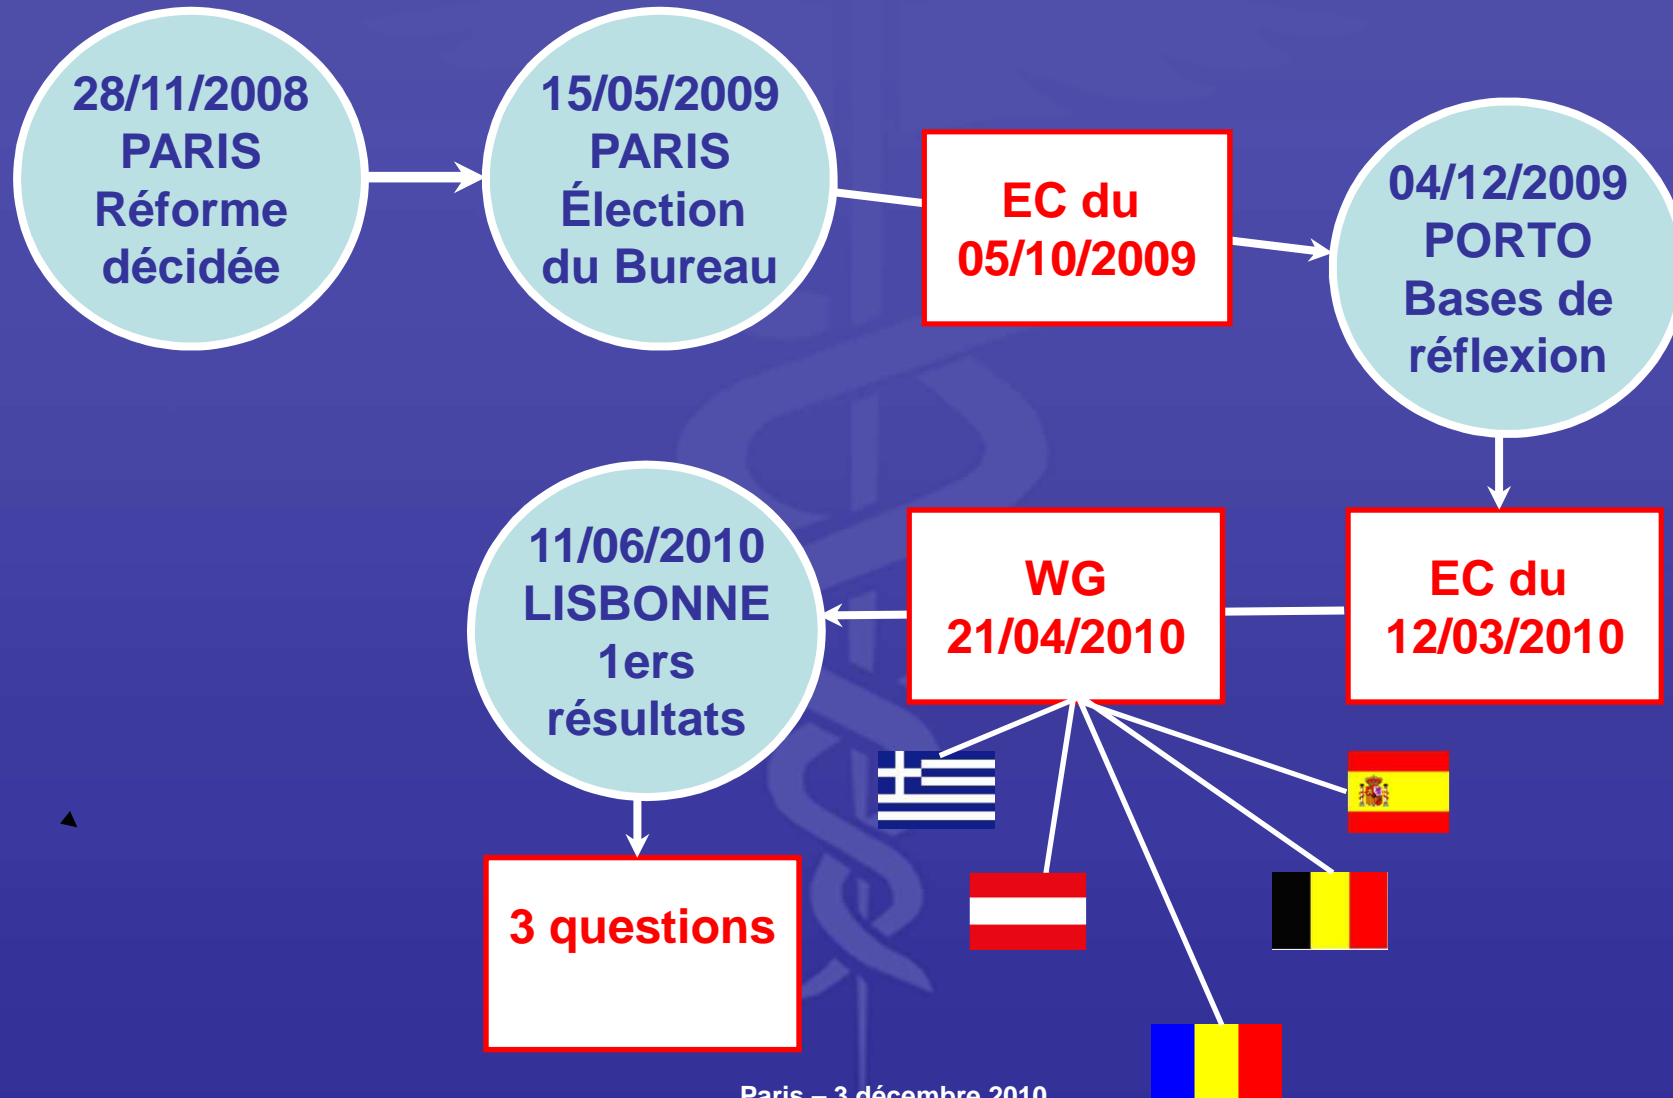 28/11/2008
PARIS
Réforme
décidée
15/05/2009
PARIS
Élection
du Bureau
EC du
05/10/2009
04/12/2009
PORTO
Bases de
réflexion
EC du
12/03/2010
WG
21/04/2010
11/06/2010
LISBONNE
1ers
résultats
3 questions
Paris – 3 décembre 2010